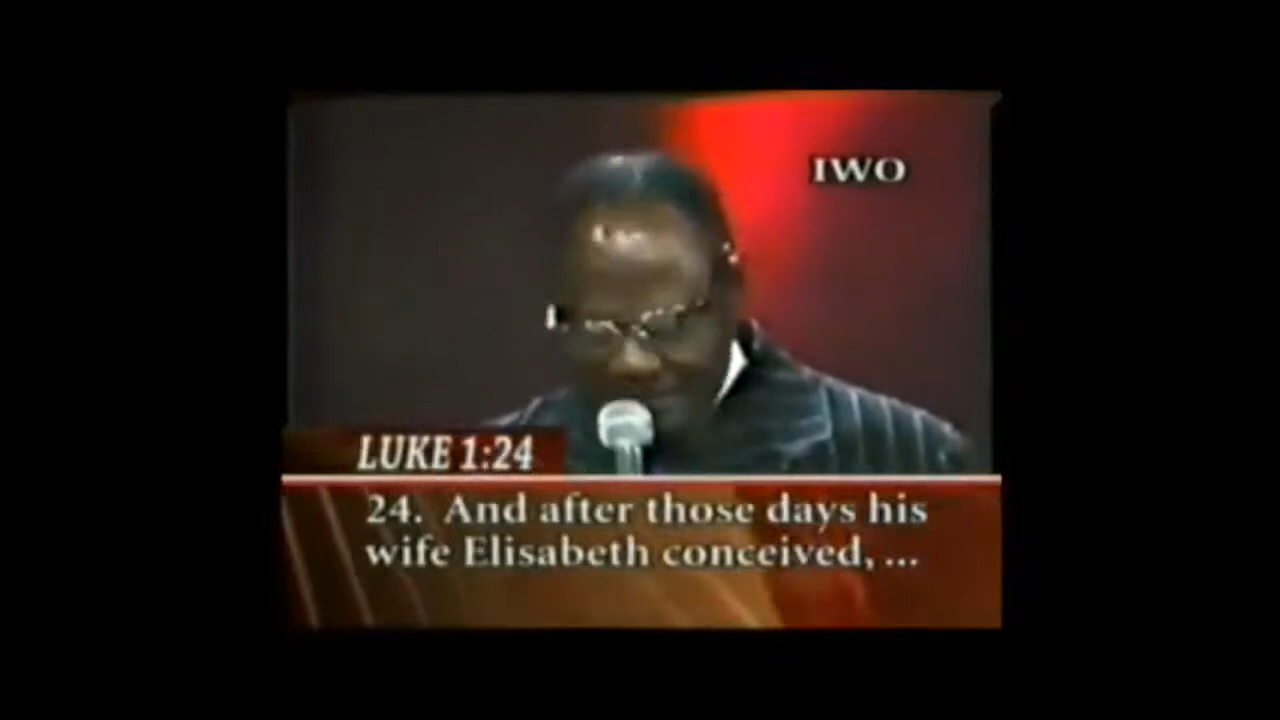 IWO
LUKE 1:24
24. And after those days his
wife Elisabeth conceived, ...